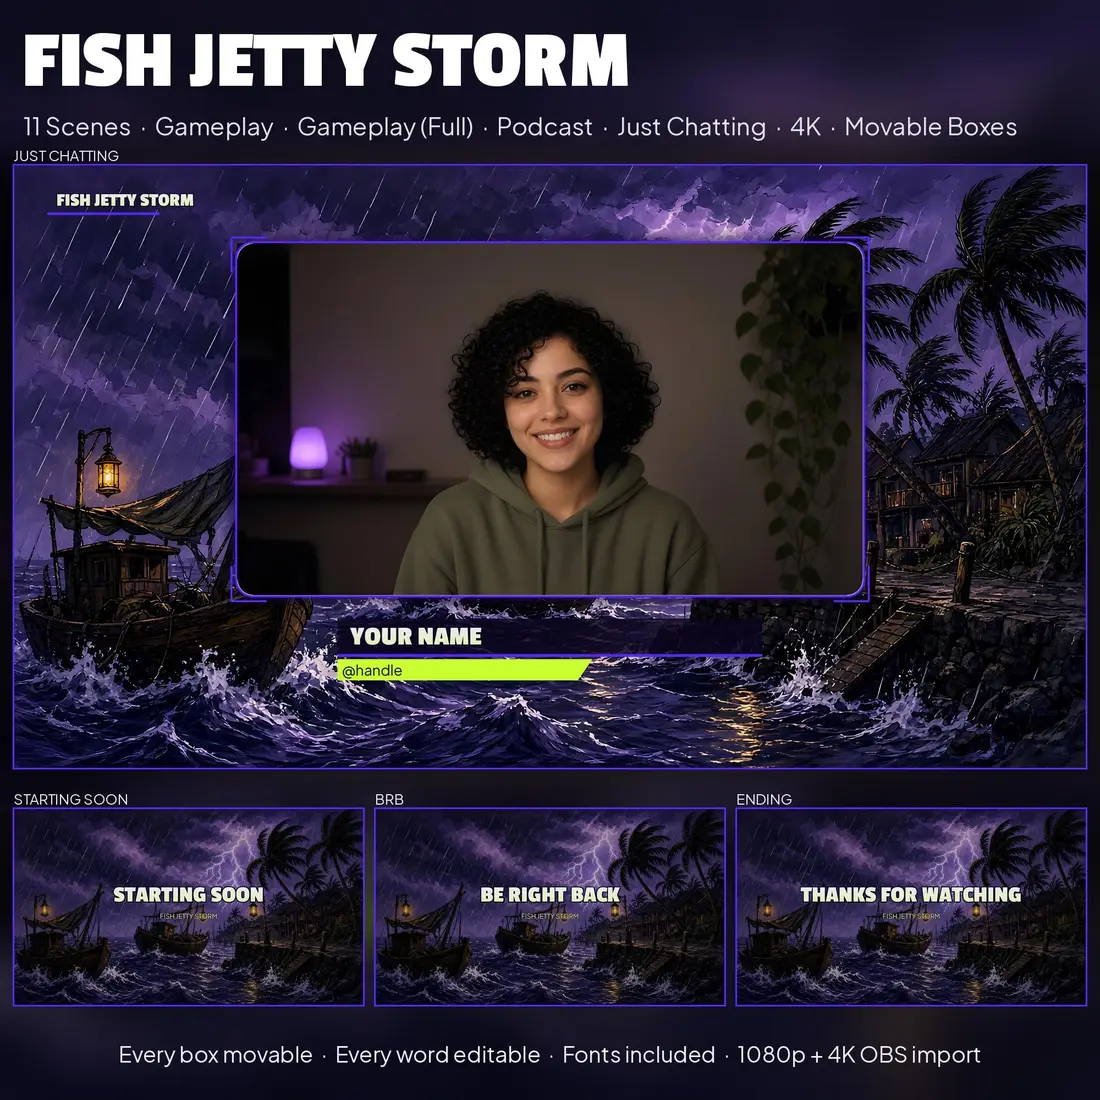 FISH JETTY STORM
11 Scenes · Gameplay · Gameplay (Full) · Podcast · Just Chatting · 4K · Movable Boxes
JUST CHATTING
FISH JETTY STORM
YOUR NAME
@handle
STARTING SOON
BRB
ENDING
STARTING SOON
FISH JETTY STORM
BE RIGHT BACK
FISH JETTY STORM
THANKS FOR WATCHING
FISH JETTY STORM
Every box movable · Every word editable · Fonts included · 1080p + 4K OBS import